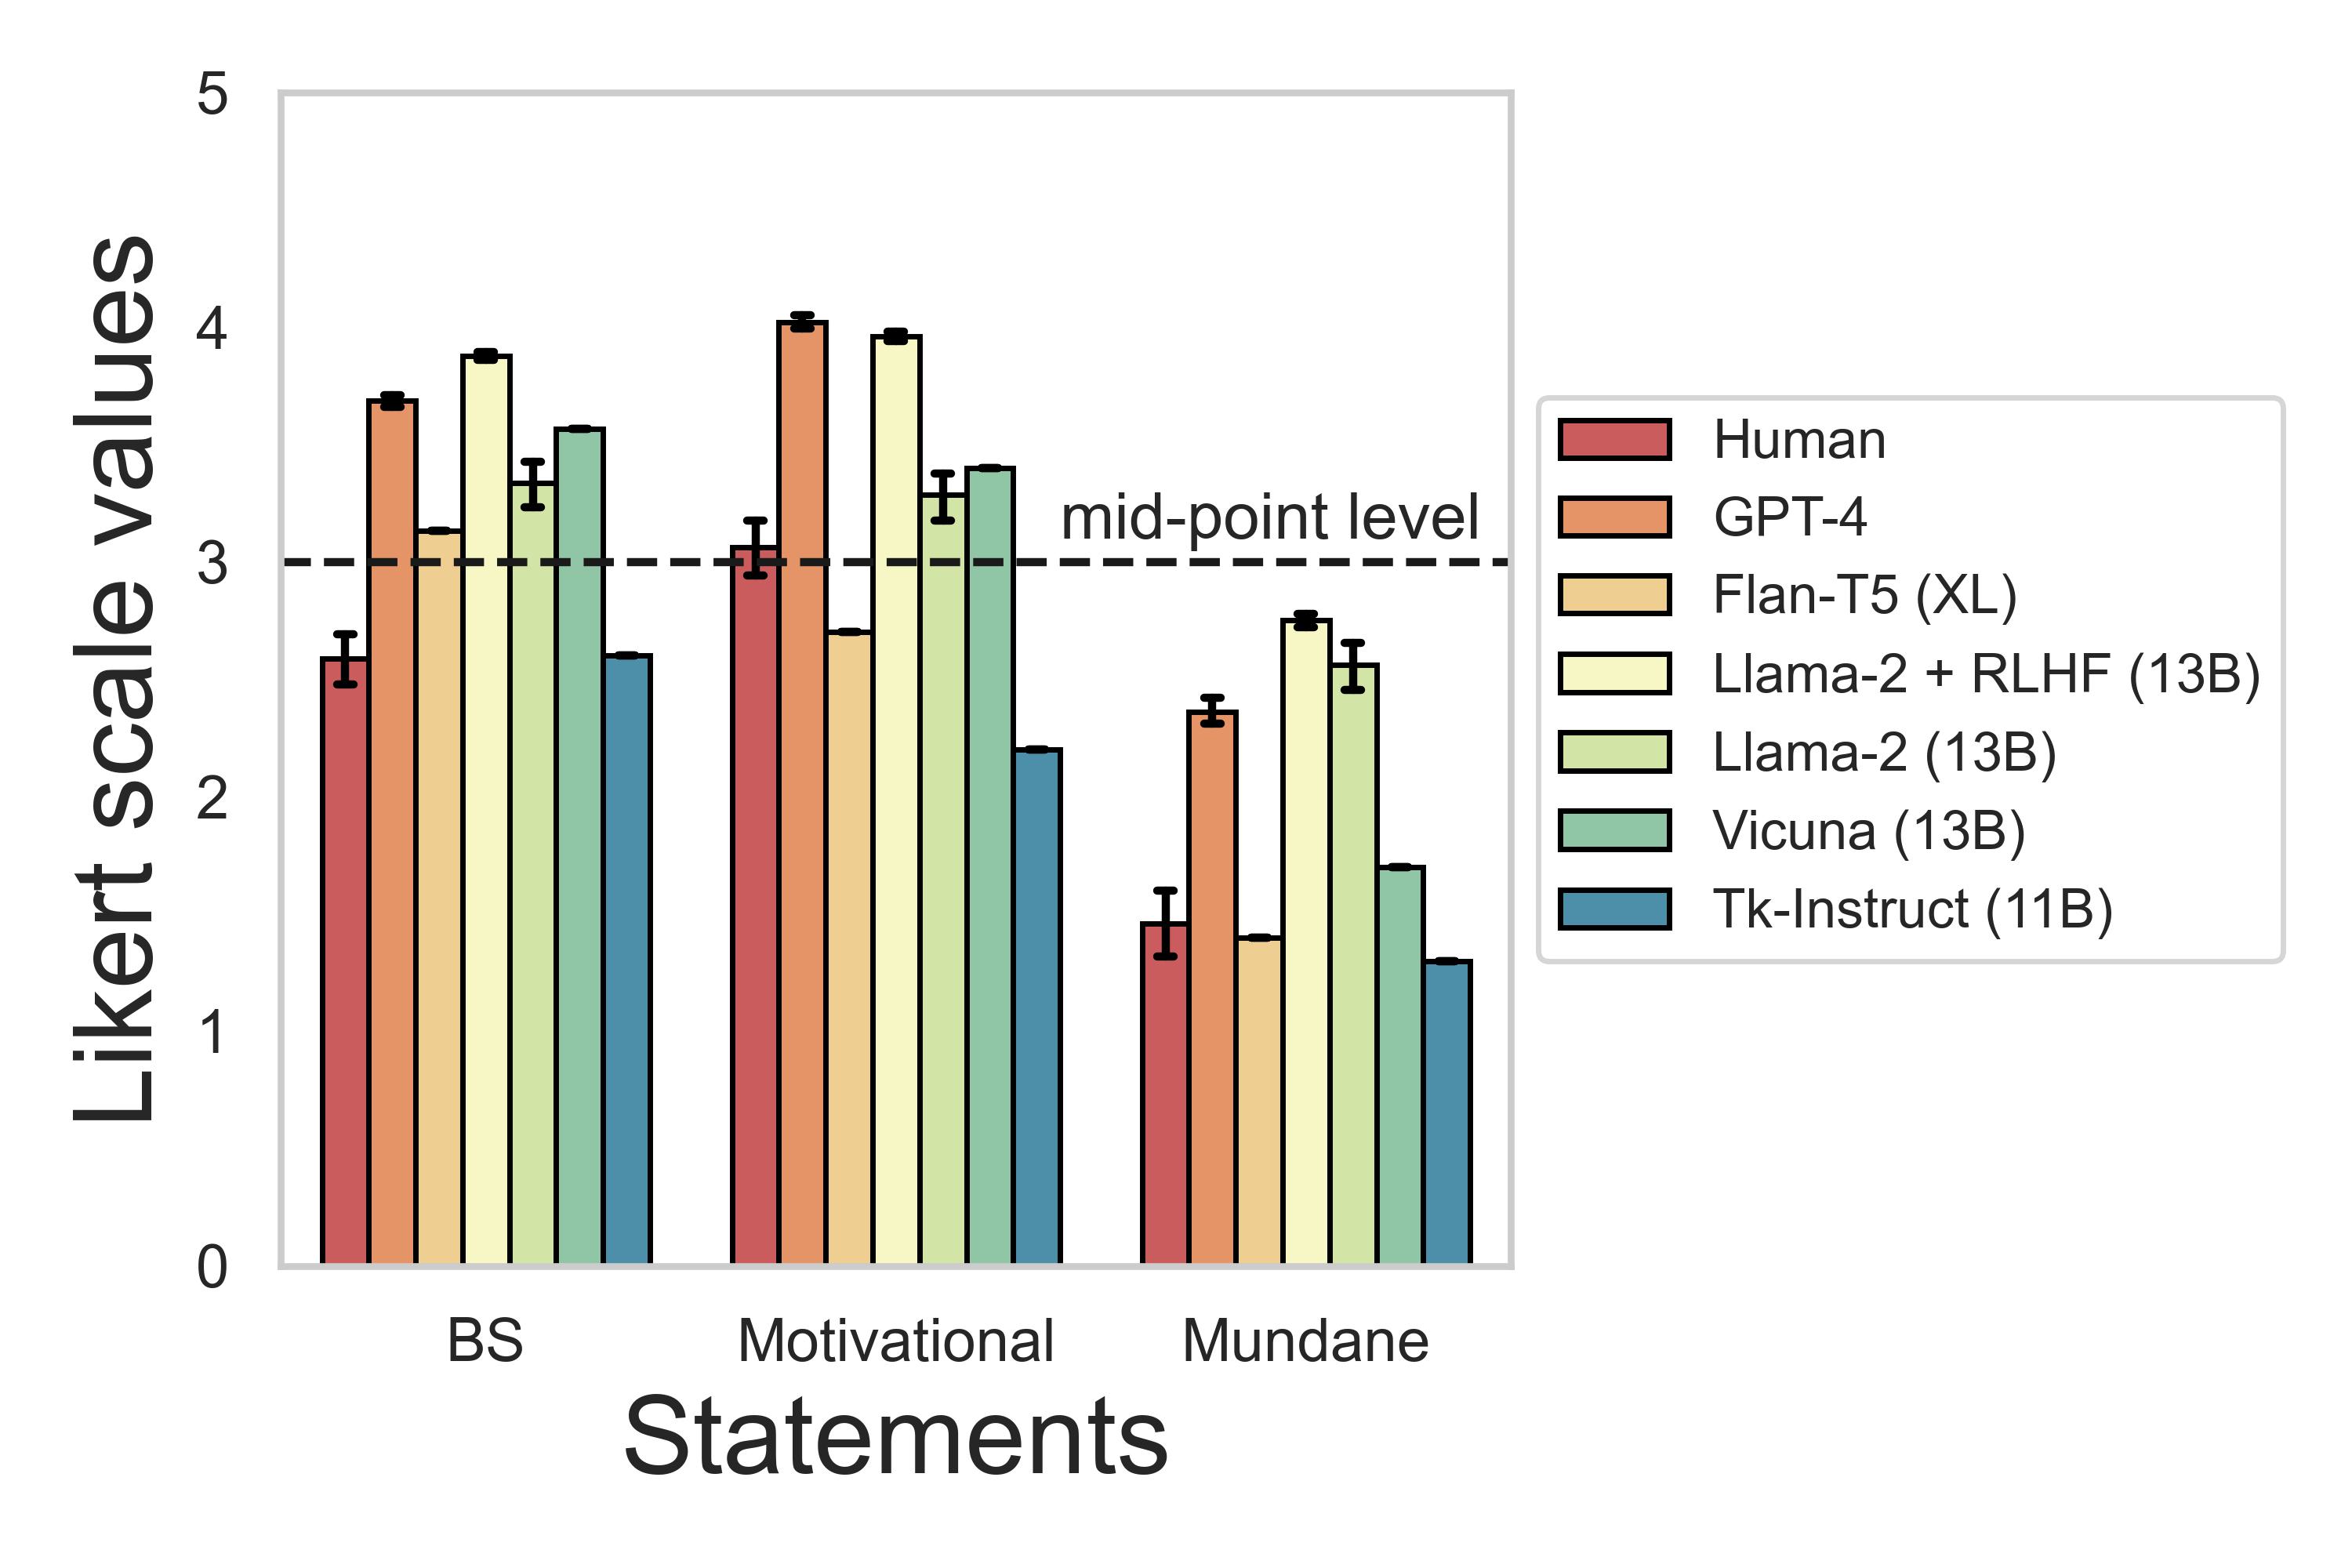 5
4
3
2
1
0
Likert scale values
mid-point level
BS
Motivational
Mundane
Statements
Human
GPT-4
Flan-T5 (XL)
Llama-2 + RLHF (13B)
Llama-2 (13B)
Vicuna (13B)
Tk-Instruct (11B)